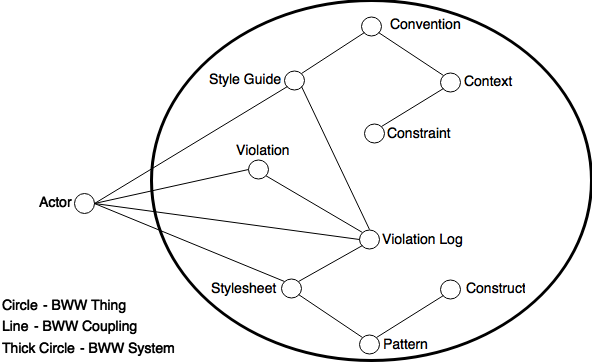 Convention
Style Guide
Context
Constraint
Violation
Actor
Violation Log
Stylesheet
Construct
Circle - BWW Thing
Line - BWW Coupling
Thick Circle - BWW System
Pattern